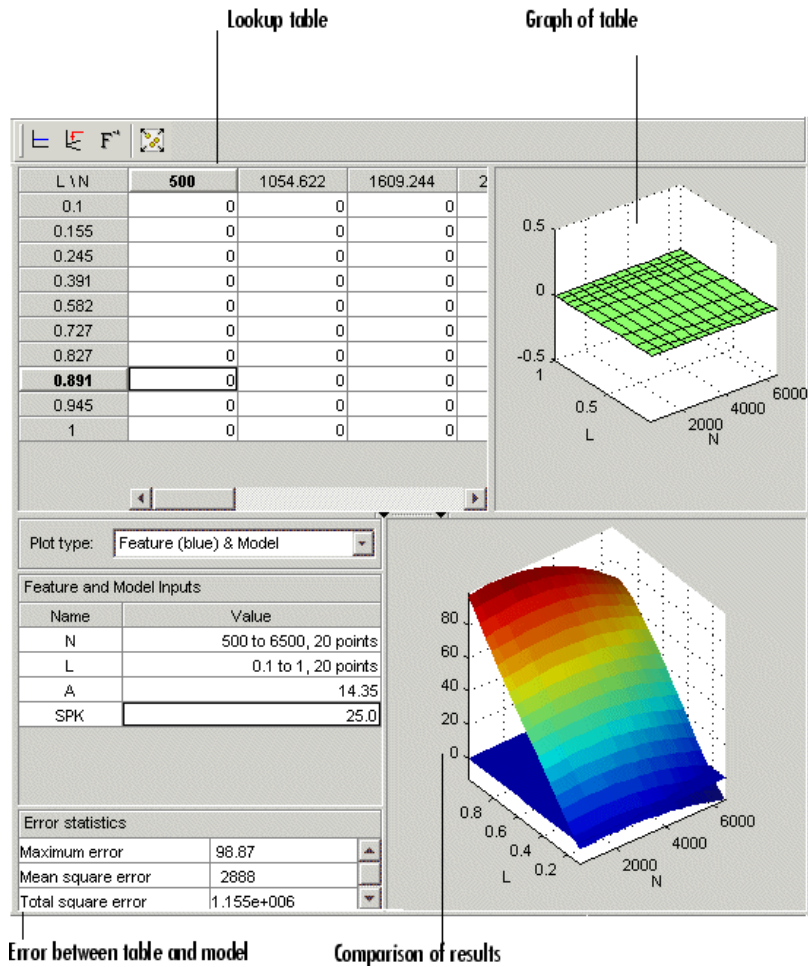 Lookup table
Graph of table
L \ N 500 1054.622 1609.244 2
0.1 0 0 0
0.155 0 0 0
0.245 0 0 0
0.391 0 0 0
0.582 0 0 0
0.727 0 0 0
0.827 0 0 0
0.891 0 0 0
0.945 0 0 0
1 0 0 0
0.5
0
-0.5
1
0.5
L
2000
4000
6000
N
Plot type: Feature (blue) & Model
Feature and Model Inputs
Name Value
N 500 to 6500, 20 points
L 0.1 to 1, 20 points
A 14.35
SPK 25.0
Error statistics
Maximum error 98.87
Mean square error 2888
Total square error 1.155e+006
80
60
40
20
0
0.8
0.6
0.4
0.2
L
2000
4000
6000
N
Error between table and model
Comparison of results